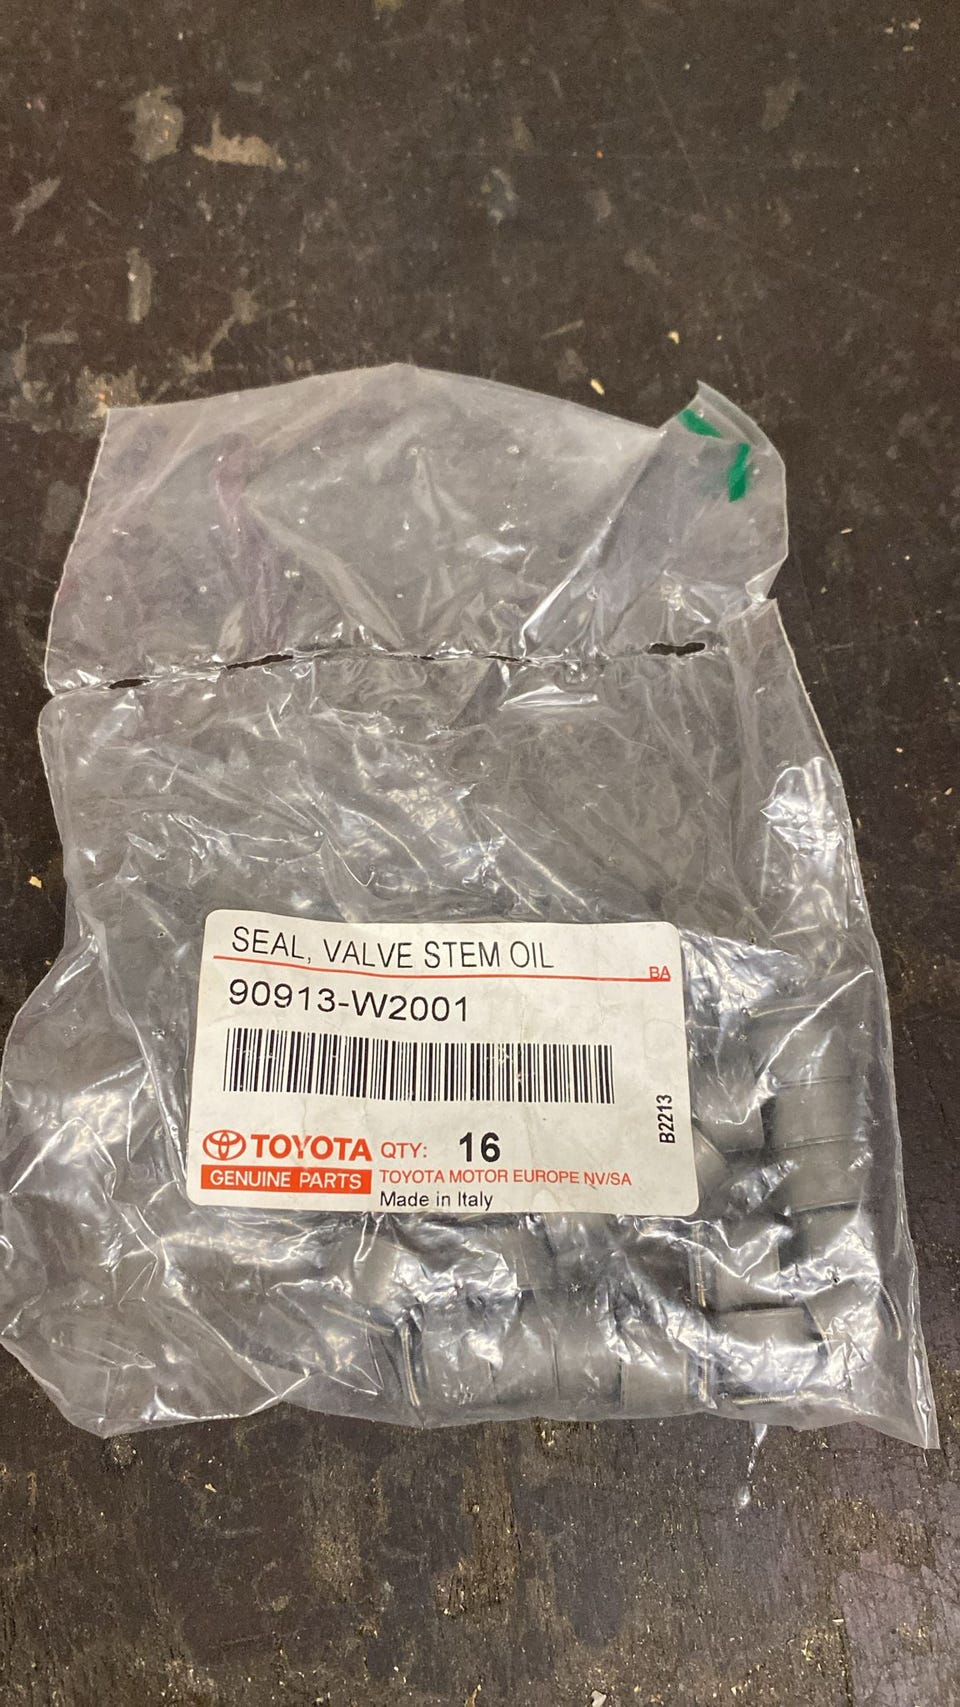 SEAL, VALVE STEM OIL
BA
90913-W2001
B2213
TOYOTA QTY: 16
GENUINE PARTS TOYOTA MOTOR EUROPE NV/SA
Made in Italy